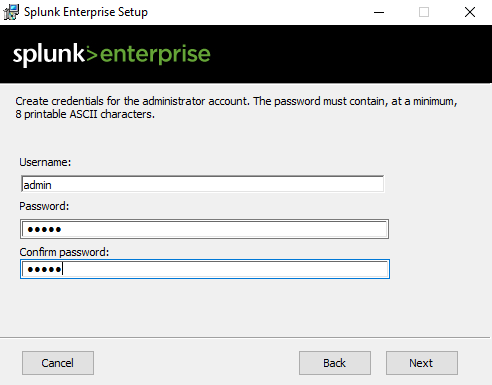 Splunk Enterprise Setup
splunk>enterprise
Create credentials for the administrator account. The password must contain, at a minimum,
8 printable ASCII characters.
Username:
admin
Password:
•••••
Confirm password:
•••••
Cancel
Back
Next